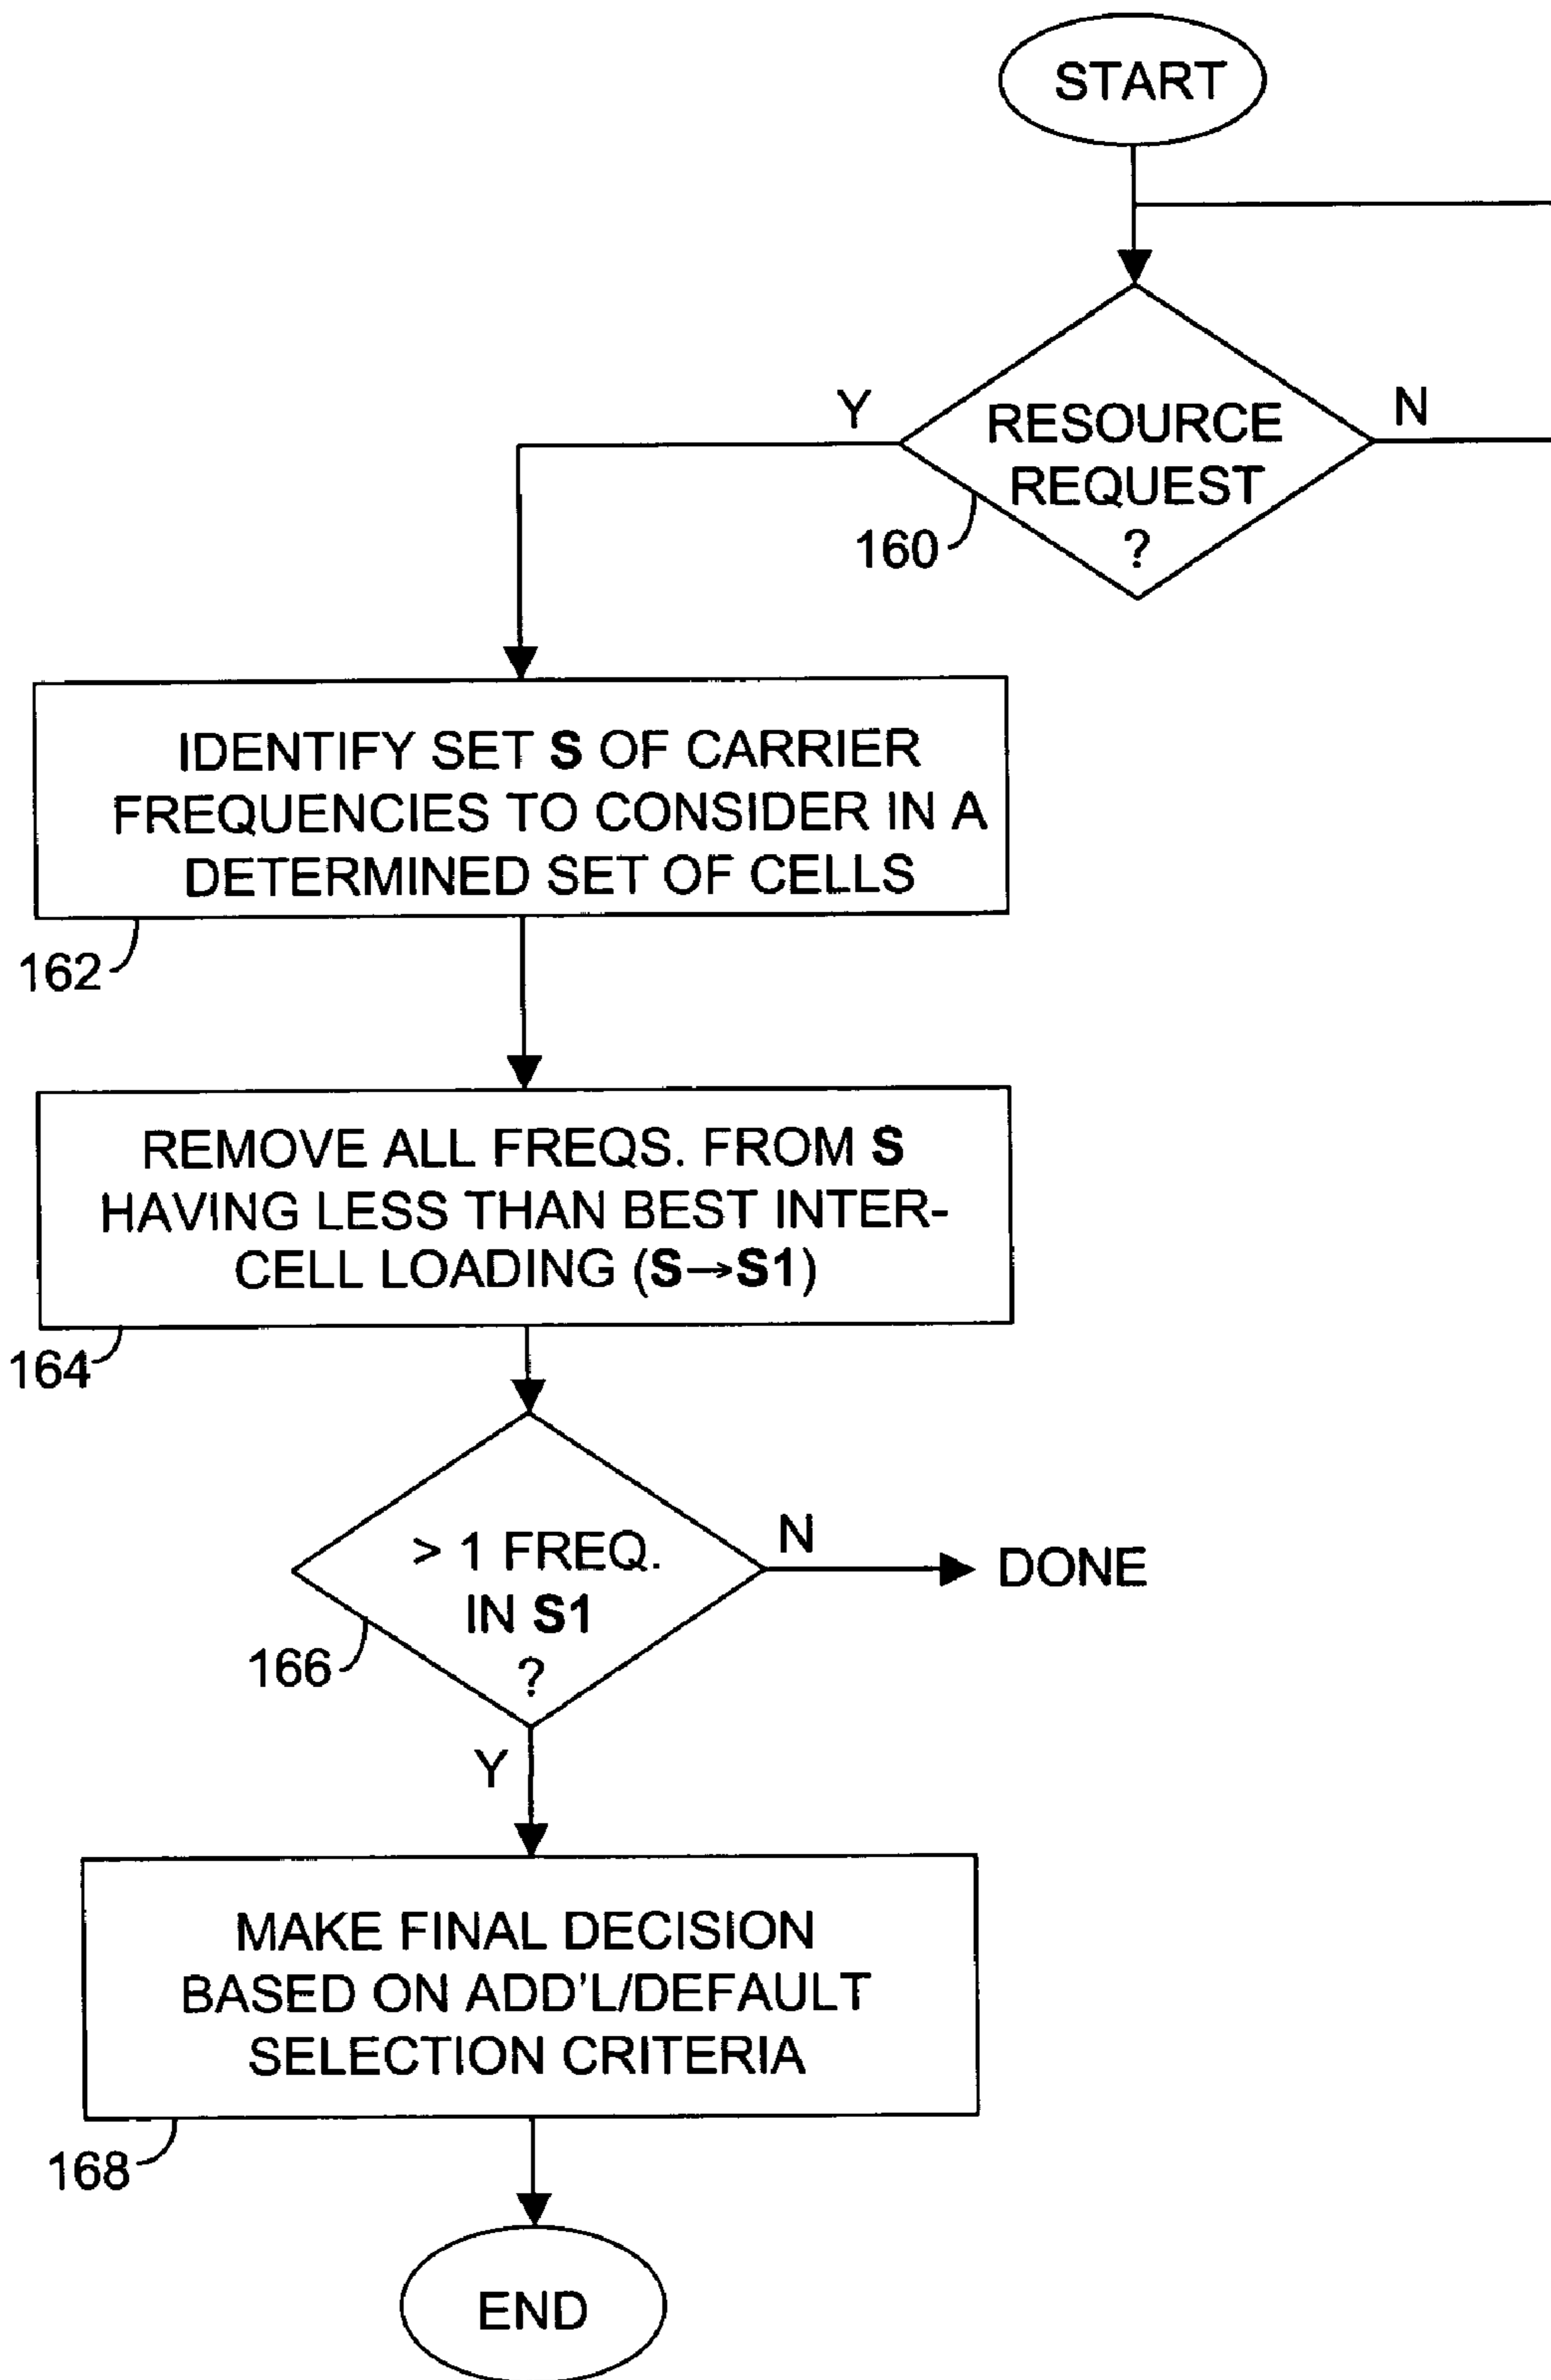 START
Y
RESOURCE
REQUEST
?
N
160
IDENTIFY SET S OF CARRIER
FREQUENCIES TO CONSIDER IN A
DETERMINED SET OF CELLS
162
REMOVE ALL FREQS. FROM S
HAVING LESS THAN BEST INTER-
CELL LOADING (S→S1)
164
> 1 FREQ.
IN S1
?
N
DONE
166
Y
MAKE FINAL DECISION
BASED ON ADD'L/DEFAULT
SELECTION CRITERIA
168
END